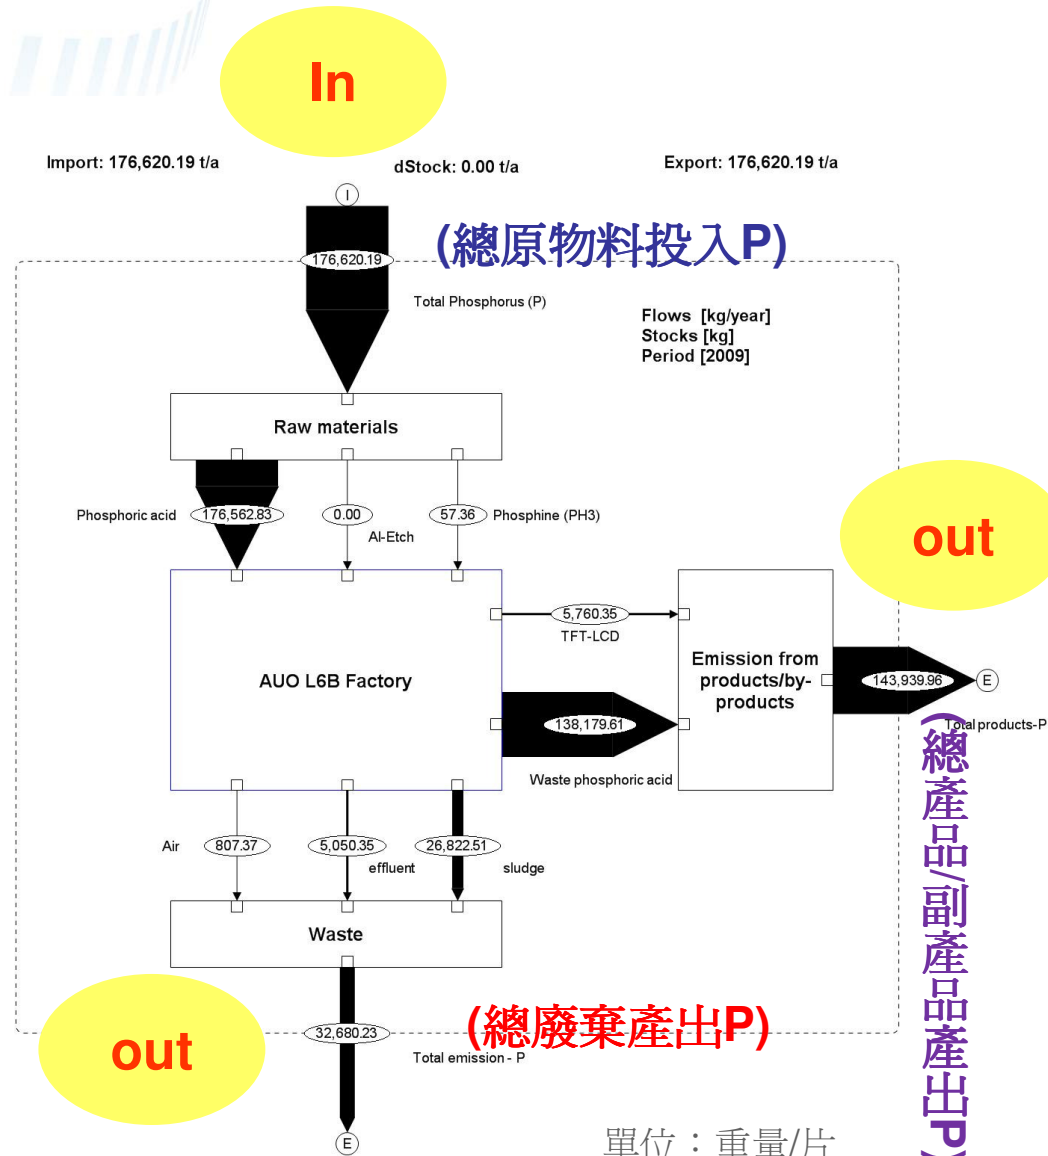 In
Import: 176,620.19 t/a
dStock: 0.00 t/a
Export: 176,620.19 t/a
I
(總原物料投入P)
176,620.19
Total Phosphorus (P)
Flows [kg/year]
Stocks [kg]
Period [2009]
Raw materials
Phosphoric acid
176,562.83
0.00
57.36
Phosphine (PH3)
Al-Etch
out
5,760.35
TFT-LCD
AUO L6B Factory
Emission from
products/by-
products
143,939.96
E
Total products-P
138,179.61
Waste phosphoric acid
(總產品/副產品產出P)
Air
807.37
5,050.35
26,822.51
effluent
sludge
Waste
out
32,680.23
(總廢棄產出P)
Total emission - P
E
單位：重量/片